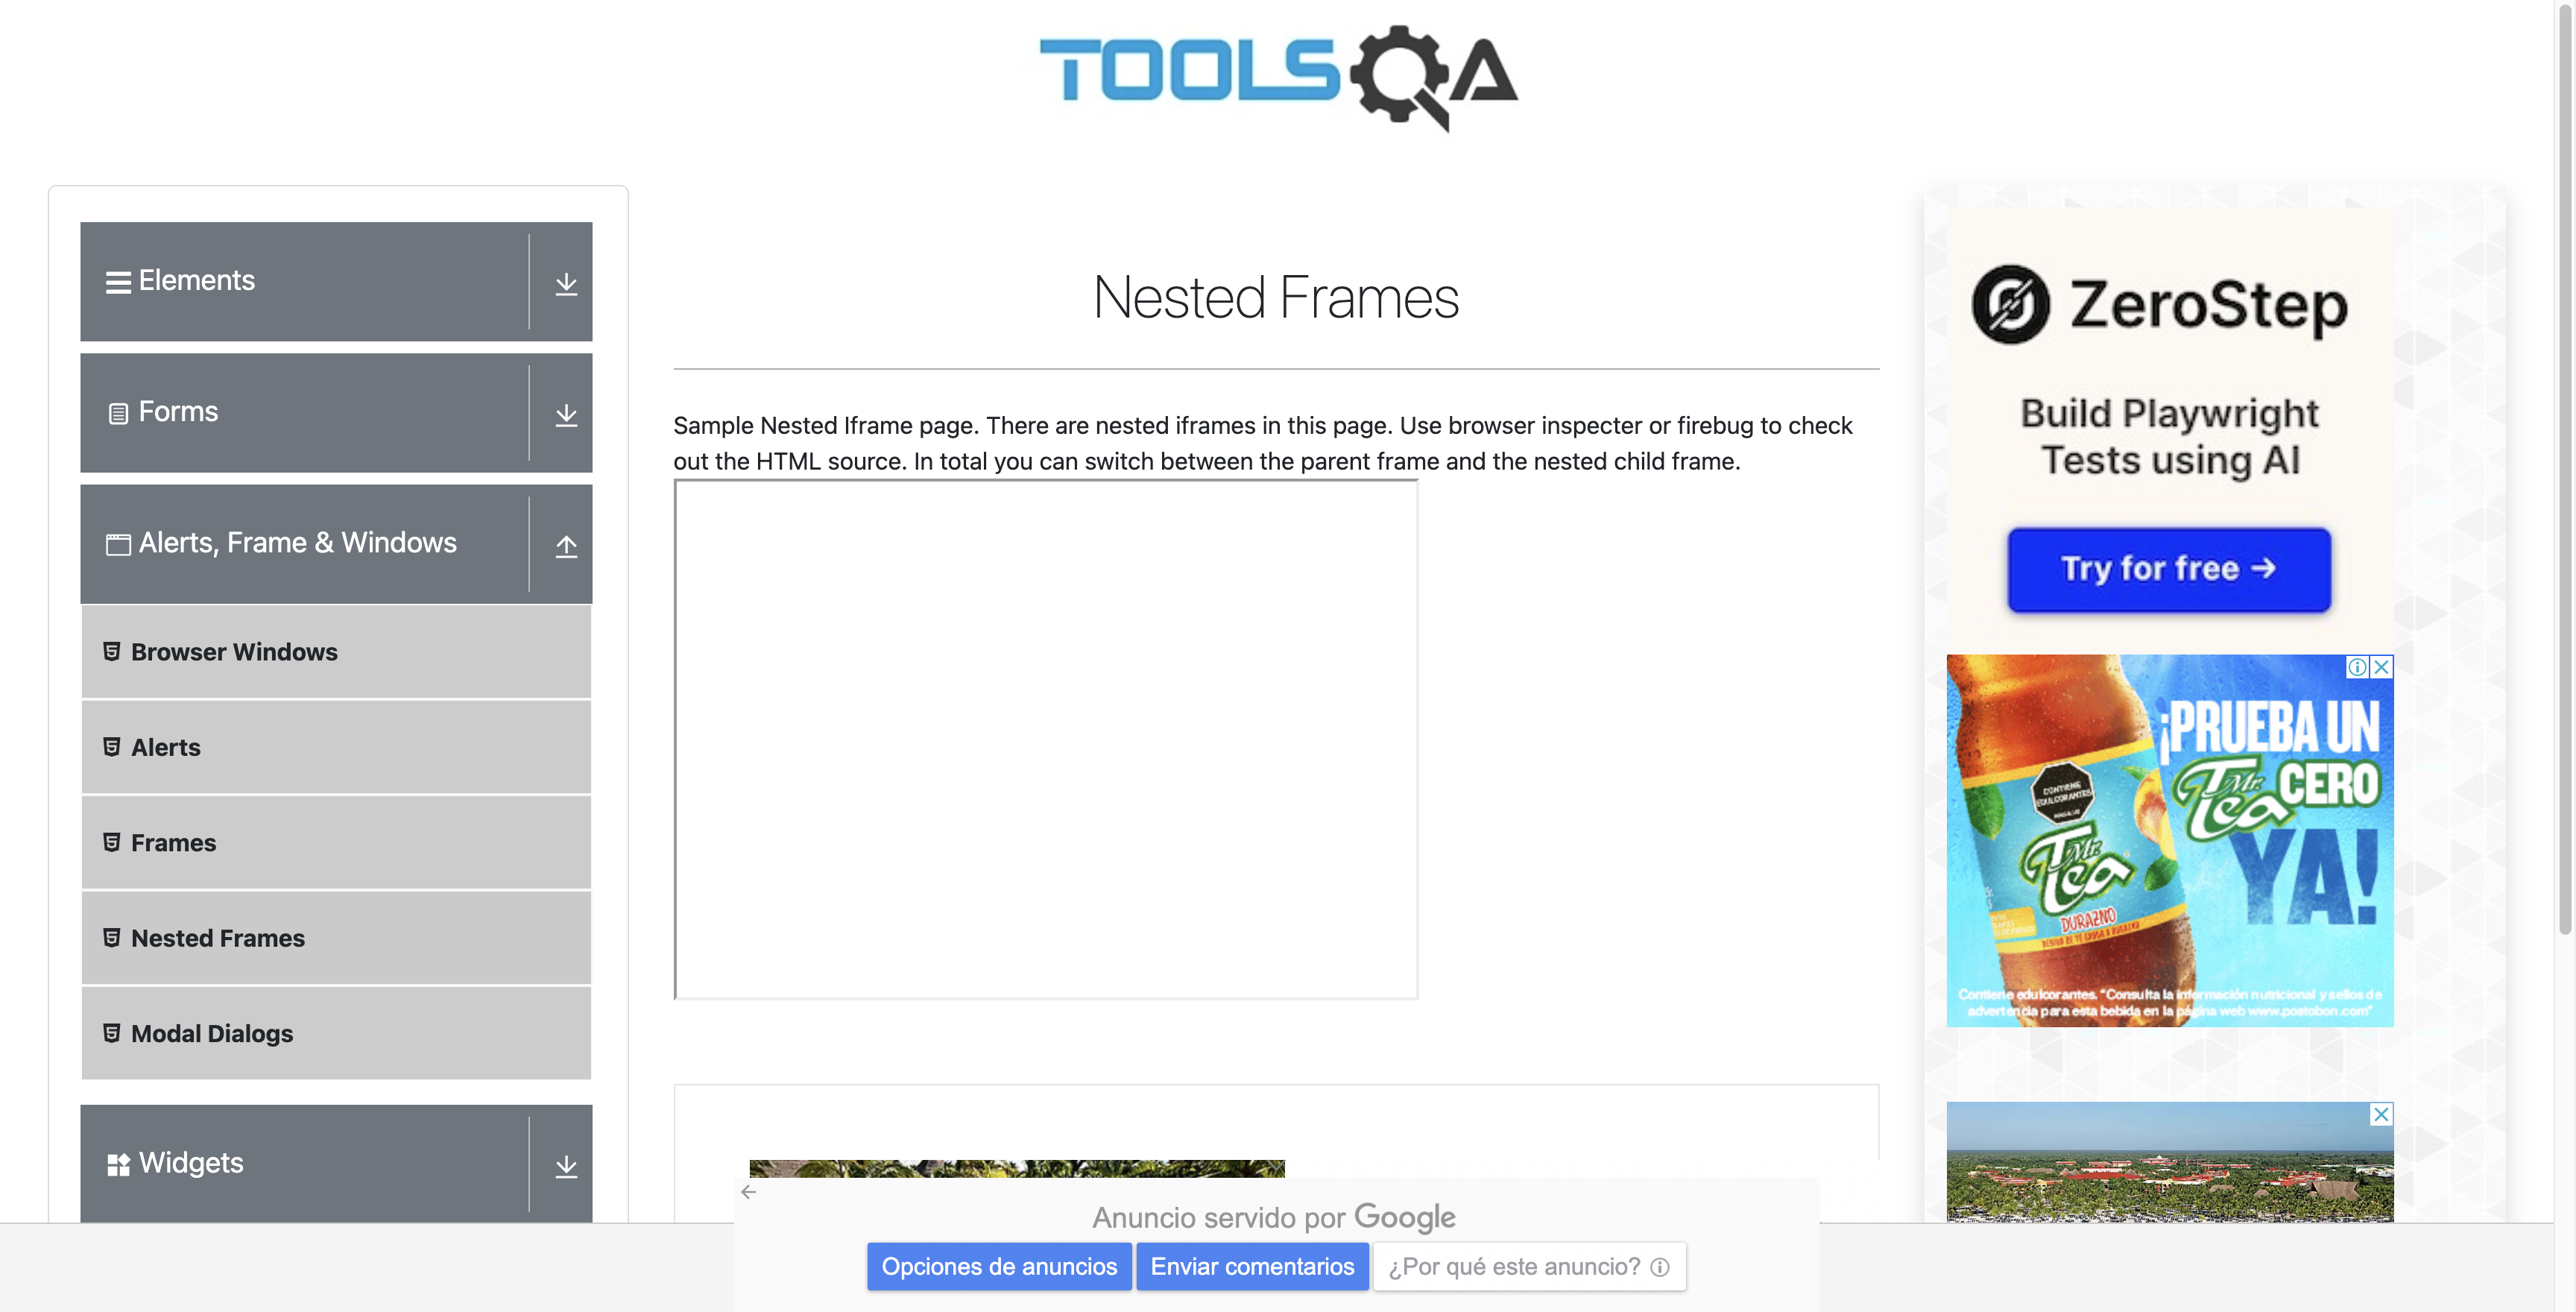 TOOLSQA
Elements
Forms
Alerts, Frame & Windows
Browser Windows
Alerts
Frames
Nested Frames
Modal Dialogs
Widgets
Nested Frames
Sample Nested Iframe page. There are nested iframes in this page. Use browser inspecter or firebug to check
out the HTML source. In total you can switch between the parent frame and the nested child frame.
ZeroStep
Build Playwright
Tests using AI
Try for free →
¡PRUEBA UN
Mr. Tea CERO
YA!
CONTIENE
EDULCORANTES
Mr.
Tea
DURAZNO
Contiene edulcorantes. "Consulta la información nutricional y sellos de
advertencia para esta bebida en la página web www.postobon.com"
Anuncio servido por Google
Opciones de anuncios
Enviar comentarios
¿Por qué este anuncio?